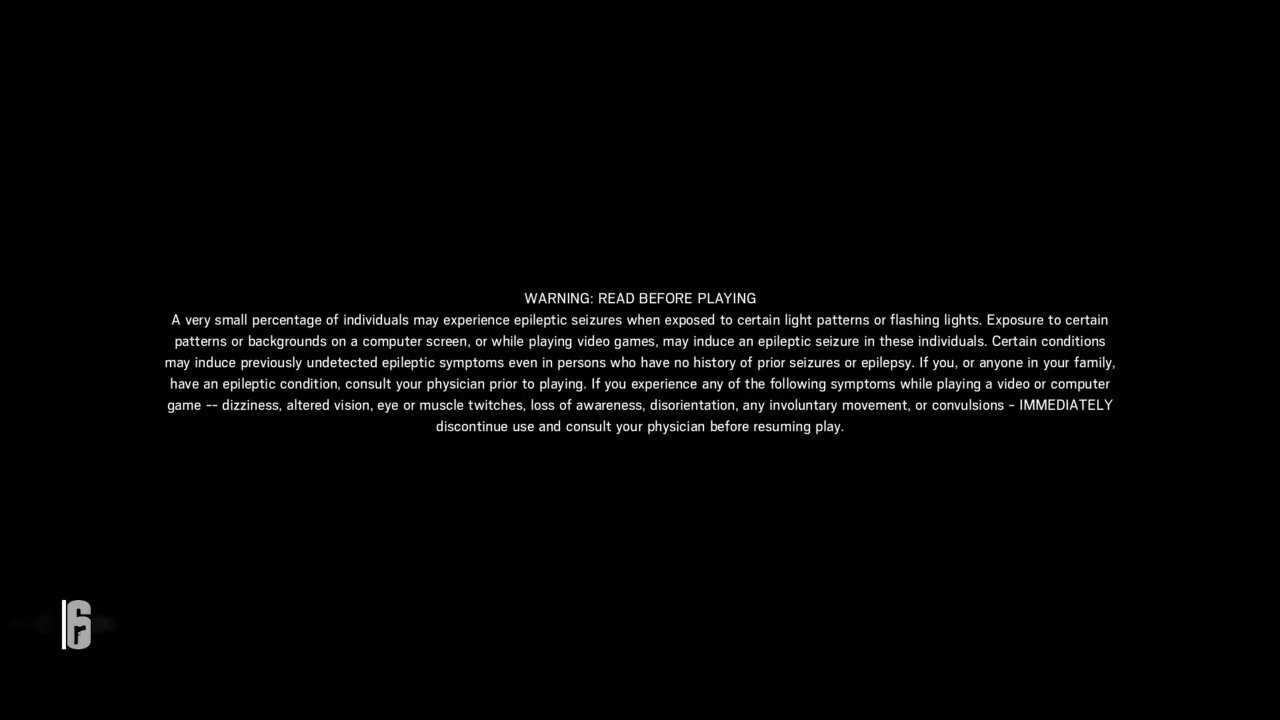 WARNING: READ BEFORE PLAYING
A very small percentage of individuals may experience epileptic seizures when exposed to certain light patterns or flashing lights. Exposure to certain
patterns or backgrounds on a computer screen, or while playing video games, may induce an epileptic seizure in these individuals. Certain conditions
may induce previously undetected epileptic symptoms even in persons who have no history of prior seizures or epilepsy. If you, or anyone in your family,
have an epileptic condition, consult your physician prior to playing. If you experience any of the following symptoms while playing a video or computer
game -- dizziness, altered vision, eye or muscle twitches, loss of awareness, disorientation, any involuntary movement, or convulsions - IMMEDIATELY
discontinue use and consult your physician before resuming play.
6